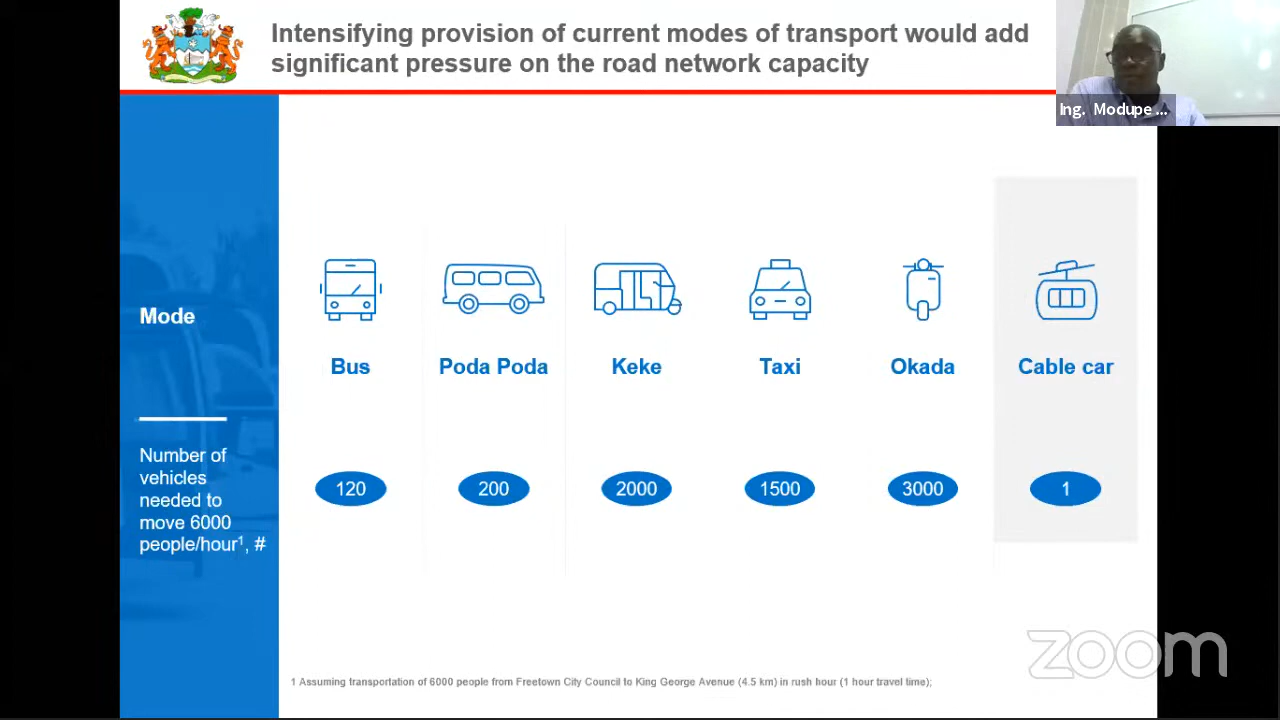 Intensifying provision of current modes of transport would add
significant pressure on the road network capacity
Ing. Modupe ...
Mode
Bus
Poda Poda
Keke
Taxi
Okada
Cable car
Number of
vehicles
needed to
move 6000
people/hour¹, #
120
200
2000
1500
3000
1
zoom
1 Assuming transportation of 6000 people from Freetown City Council to King George Avenue (4.5 km) in rush hour (1 hour travel time);